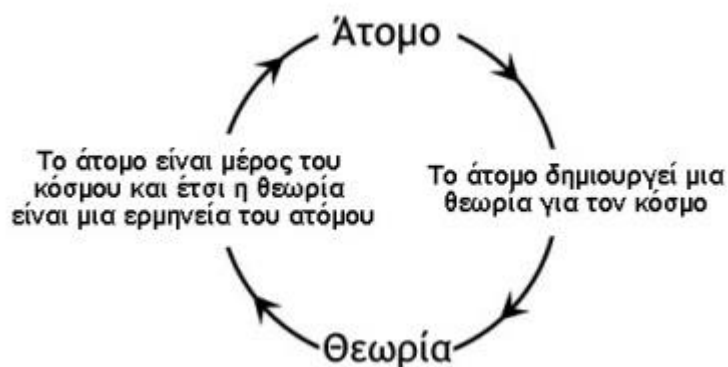 Άτομο
Το άτομο είναι μέρος του
κόσμου και έτσι η θεωρία
είναι μια ερμηνεία του ατόμου
Το άτομο δημιουργεί μια
θεωρία για τον κόσμο
Θεωρία